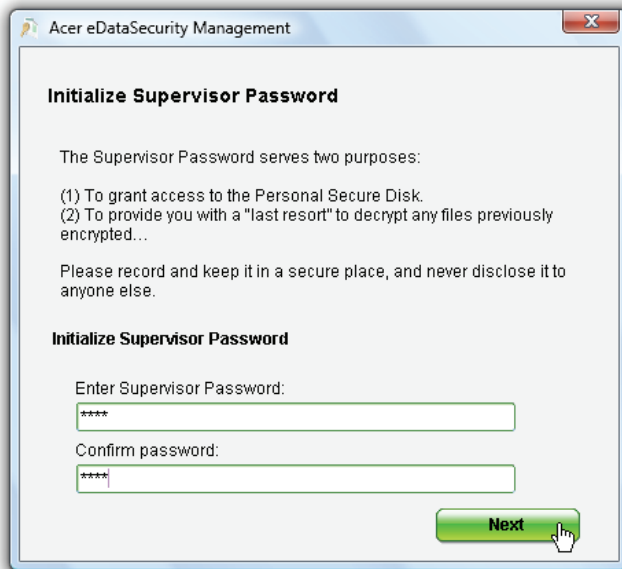 Acer eDataSecurity Management
Initialize Supervisor Password
The Supervisor Password serves two purposes:
(1) To grant access to the Personal Secure Disk.
(2) To provide you with a "last resort" to decrypt any files previously
encrypted...
Please record and keep it in a secure place, and never disclose it to
anyone else.
Initialize Supervisor Password
Enter Supervisor Password:
****
Confirm password:
****
Next